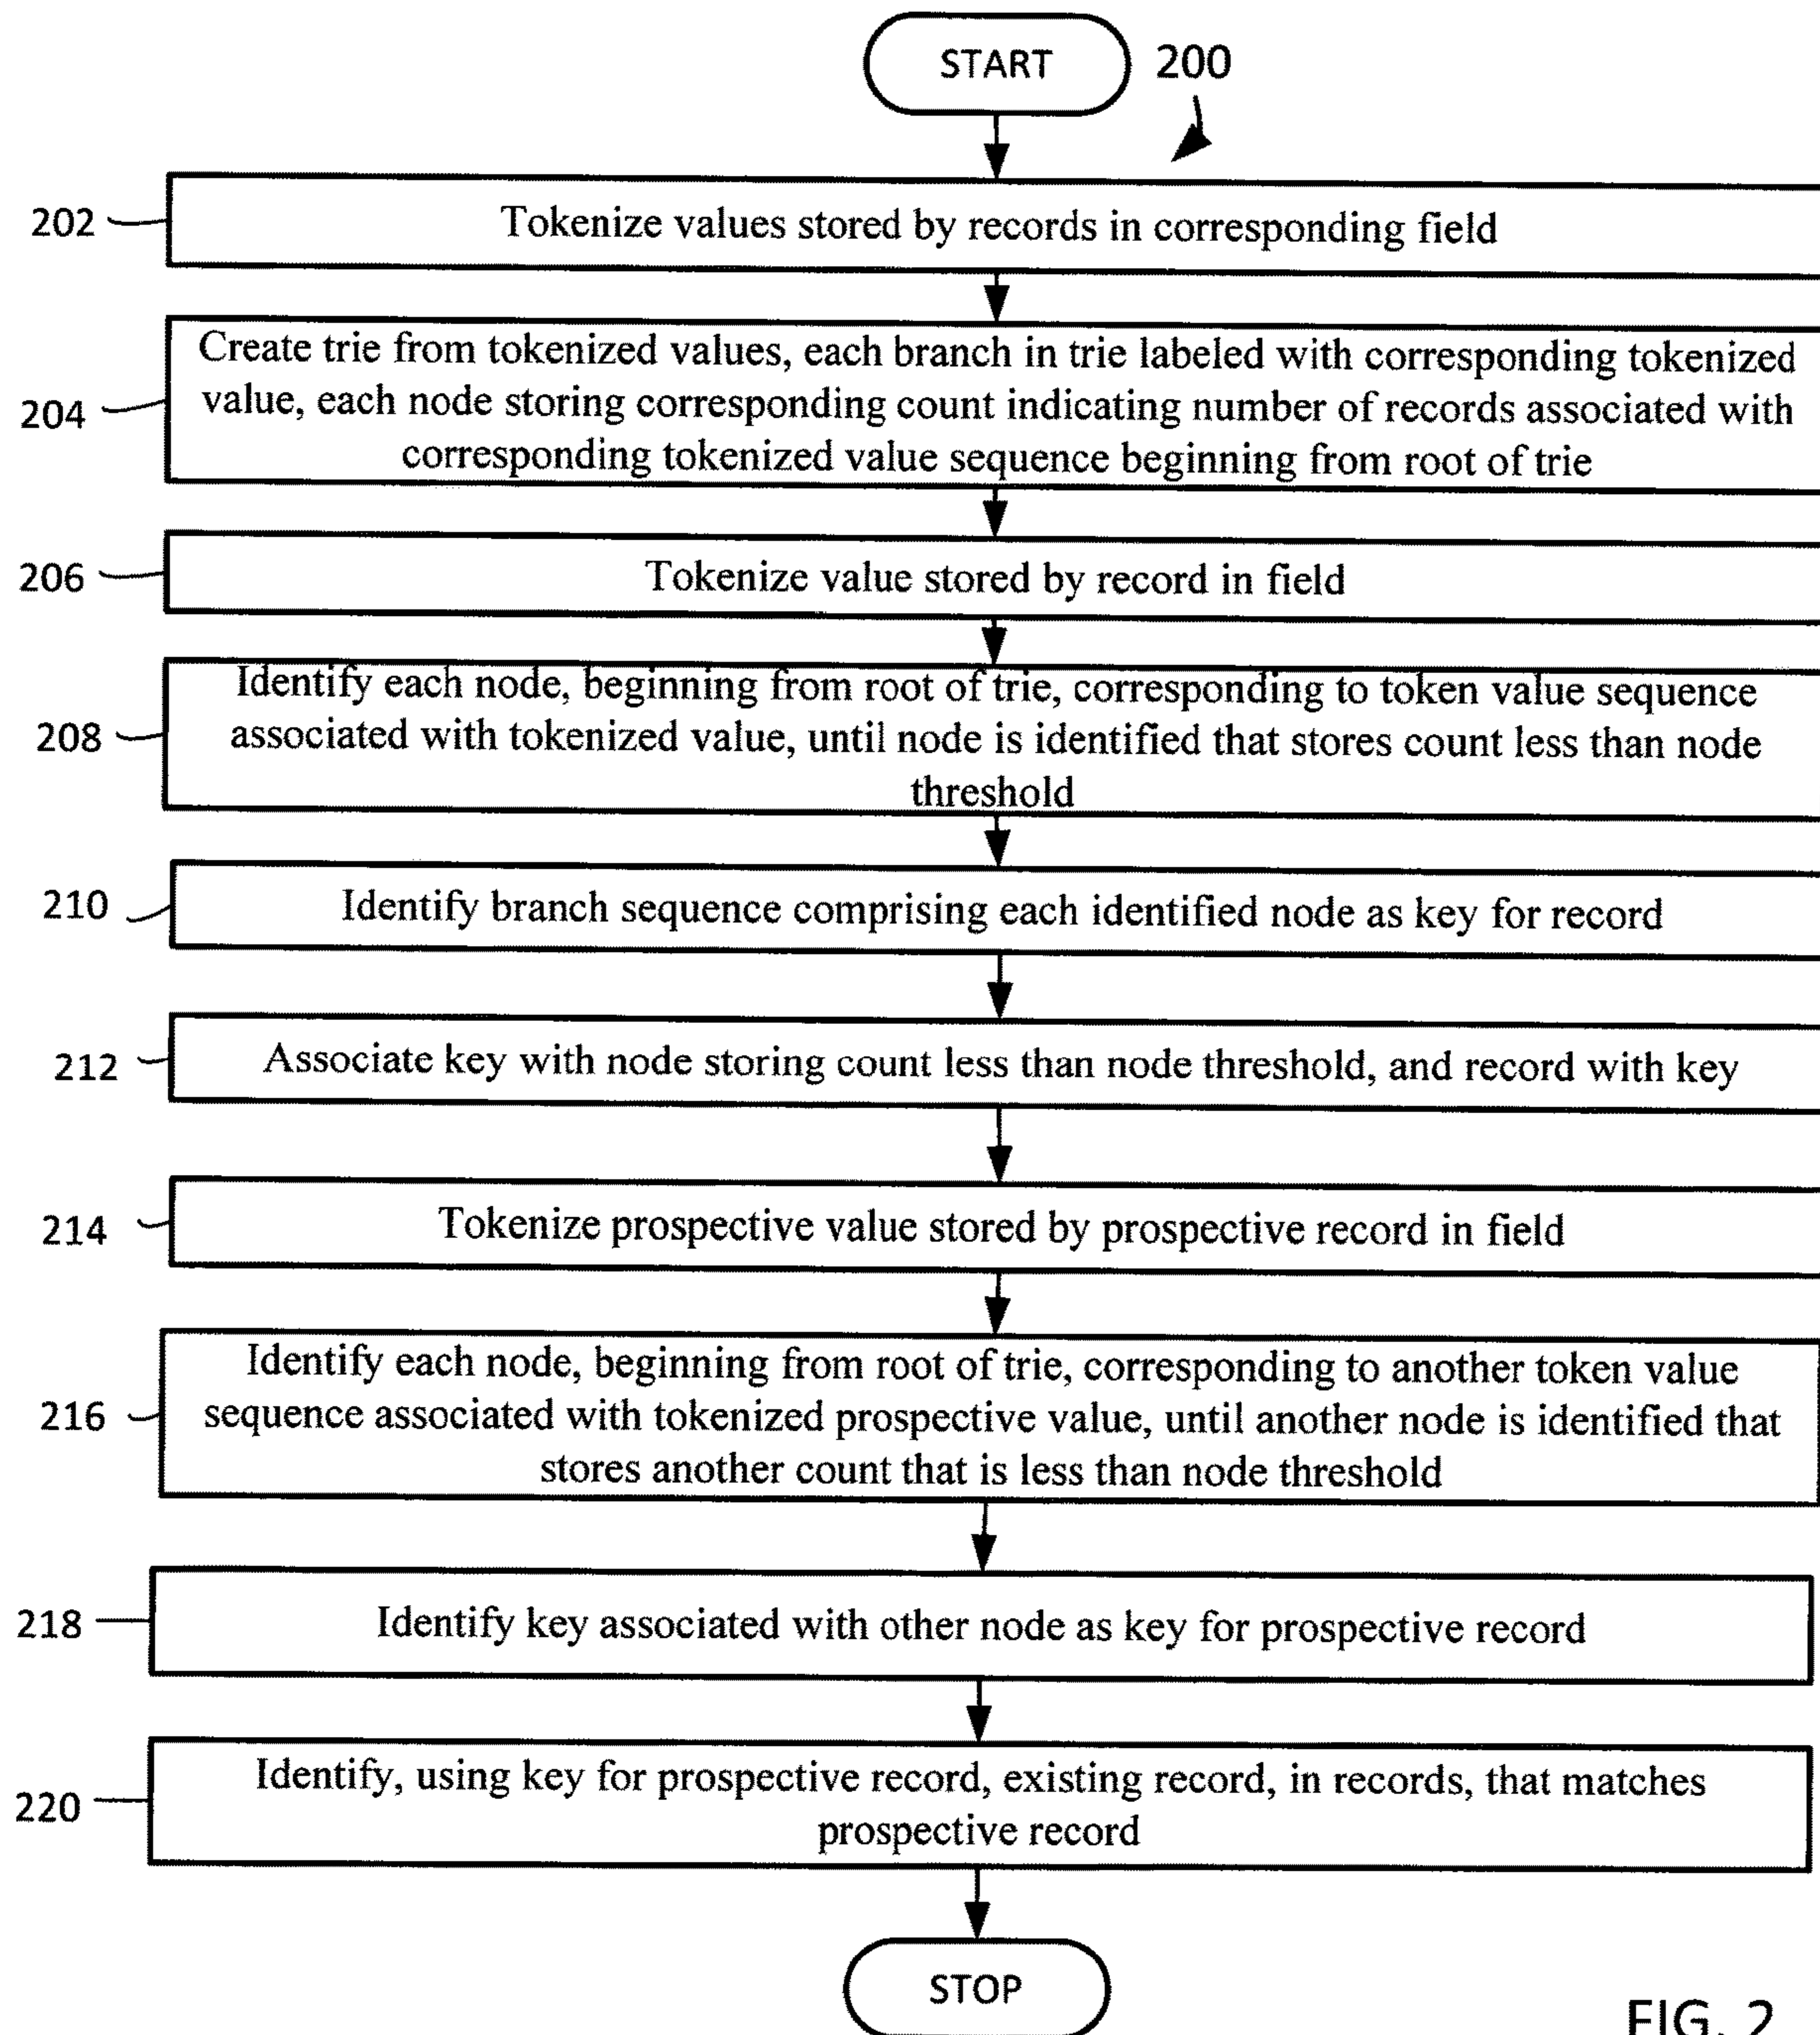 START
200
202
Tokenize values stored by records in corresponding field
204
Create trie from tokenized values, each branch in trie labeled with corresponding tokenized
value, each node storing corresponding count indicating number of records associated with
corresponding tokenized value sequence beginning from root of trie
206
Tokenize value stored by record in field
208
Identify each node, beginning from root of trie, corresponding to token value sequence
associated with tokenized value, until node is identified that stores count less than node
threshold
210
Identify branch sequence comprising each identified node as key for record
212
Associate key with node storing count less than node threshold, and record with key
214
Tokenize prospective value stored by prospective record in field
216
Identify each node, beginning from root of trie, corresponding to another token value
sequence associated with tokenized prospective value, until another node is identified that
stores another count that is less than node threshold
218
Identify key associated with other node as key for prospective record
220
Identify, using key for prospective record, existing record, in records, that matches
prospective record
STOP
FIG. 2